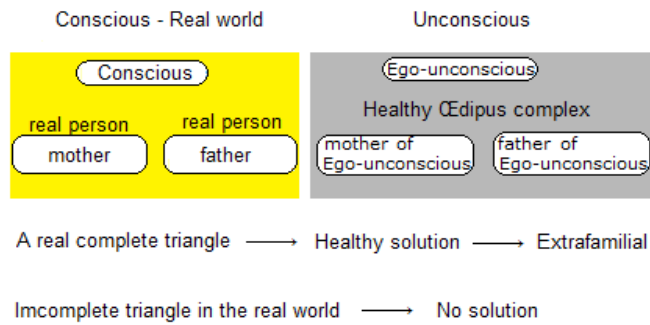 Conscious - Real world
Unconscious
Conscious
real person
mother
real person
father
Ego-unconscious
Healthy Œdipus complex
mother of
Ego-unconscious
father of
Ego-unconscious
A real complete triangle ⟶ Healthy solution ⟶ Extrafamilial
Imcomplete triangle in the real world ⟶ No solution